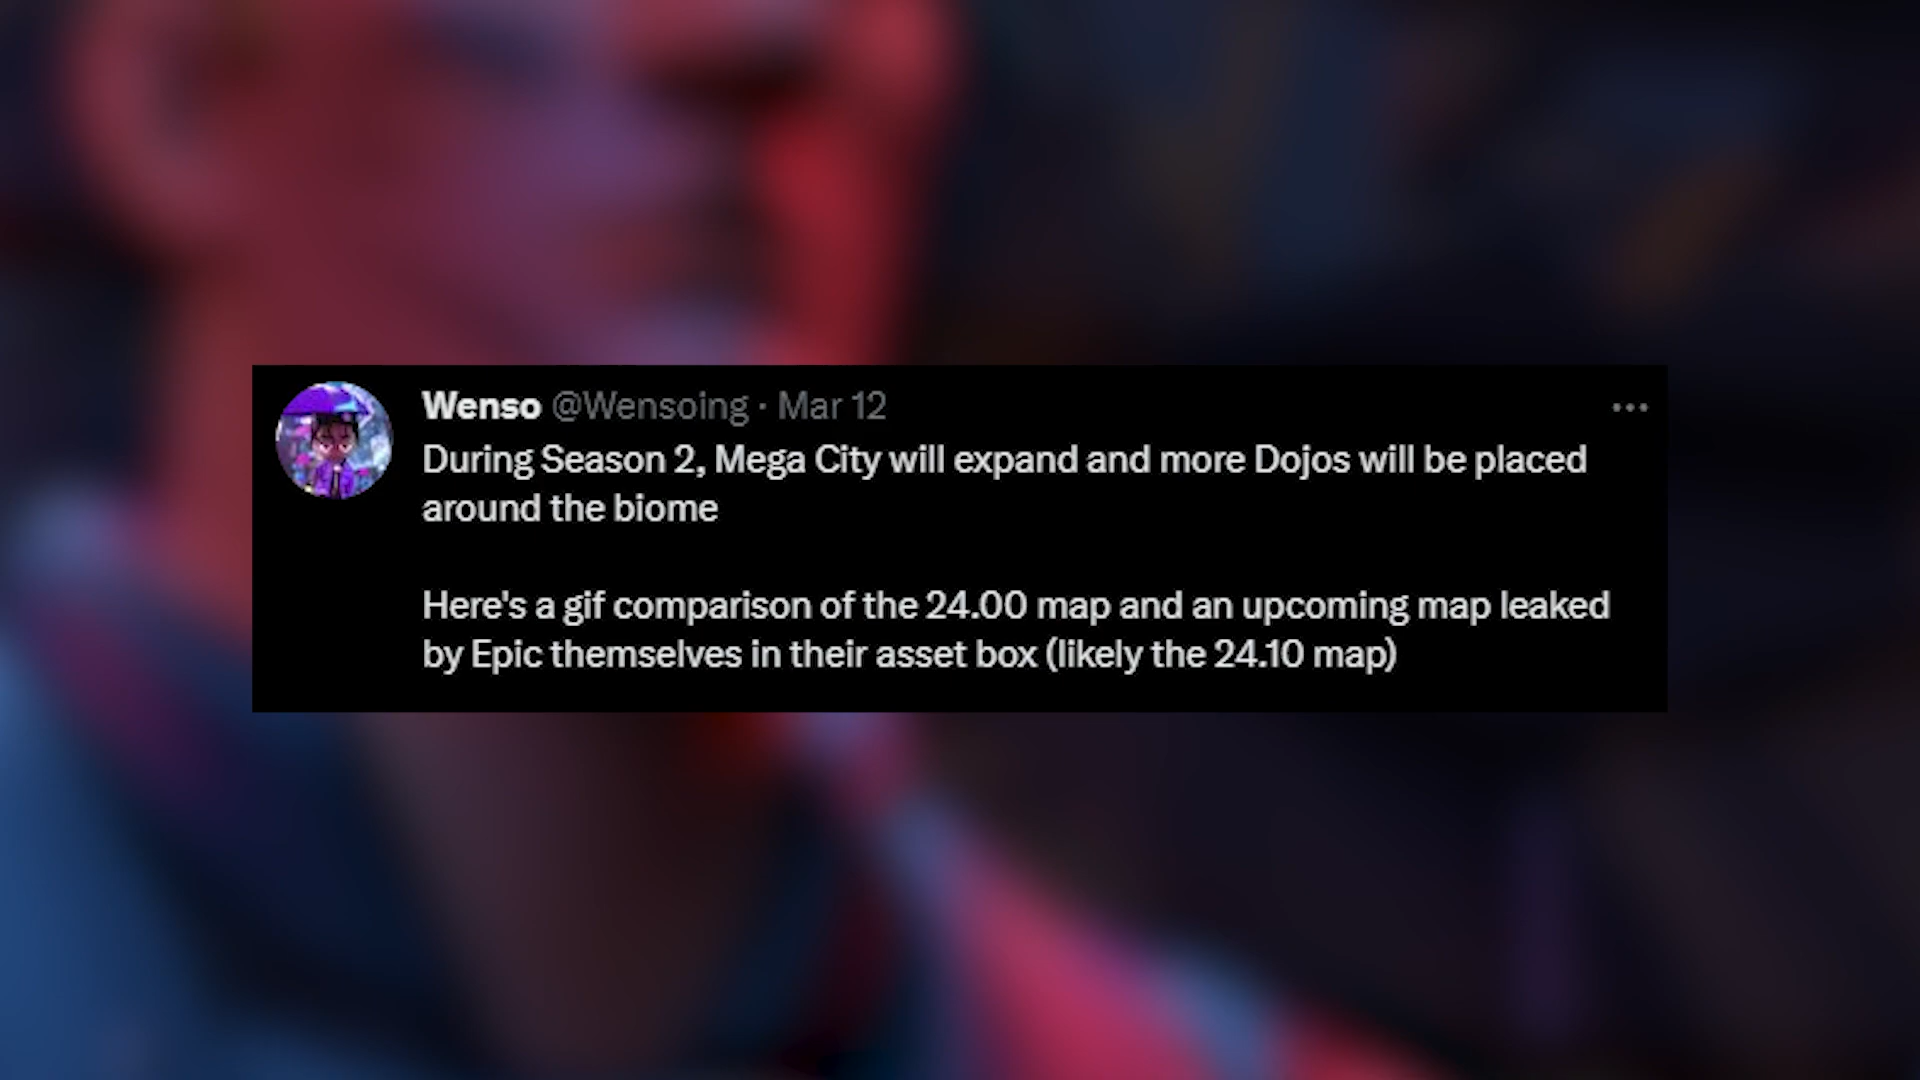 Wenso @Wensoing · Mar 12
During Season 2, Mega City will expand and more Dojos will be placed
around the biome
Here's a gif comparison of the 24.00 map and an upcoming map leaked
by Epic themselves in their asset box (likely the 24.10 map)